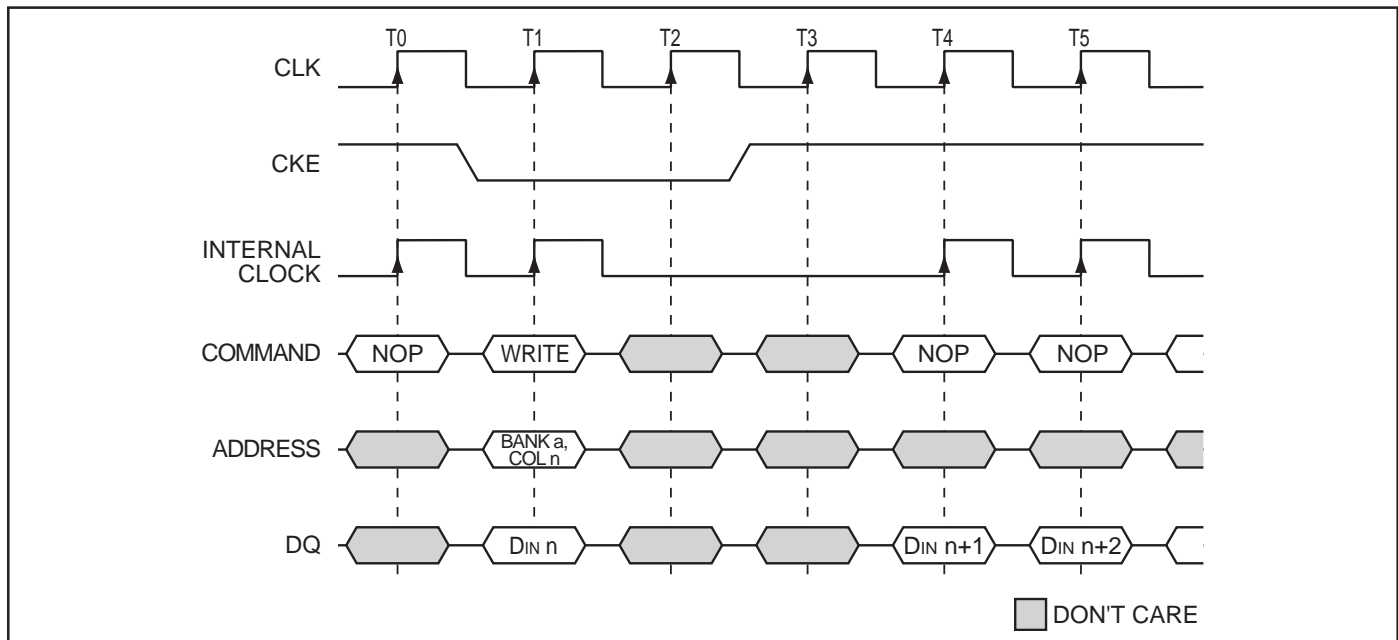 T0 T1 T2 T3 T4 T5
CLK
CKE
INTERNAL
CLOCK
COMMAND NOP WRITE NOP NOP
ADDRESS BANK a,
COL n
DQ DIN n DIN n+1 DIN n+2
DON'T CARE